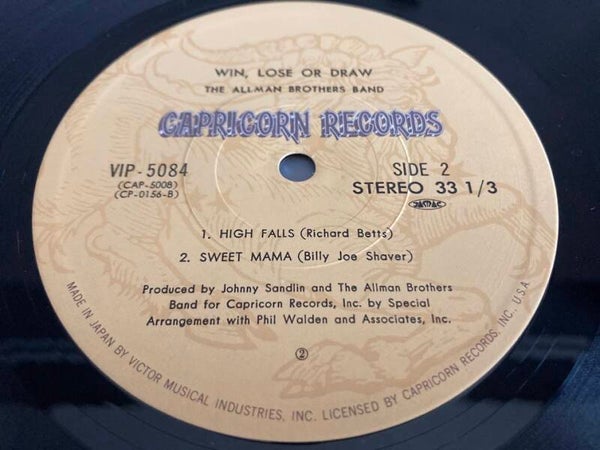 WIN, LOSE OR DRAW
THE ALLMAN BROTHERS BAND
CAPRICORN RECORDS
VIP-5084
(CAP-5008)
(CP-0156-B)
SIDE 2
STEREO 33 1/3
JASRAC
1. HIGH FALLS (Richard Betts)
2. SWEET MAMA (Billy Joe Shaver)
Produced by Johnny Sandlin and The Allman Brothers
Band for Capricorn Records, Inc. by Special
Arrangement with Phil Walden and Associates, Inc.
②
MADE IN JAPAN BY VICTOR MUSICAL INDUSTRIES, INC. LICENSED BY CAPRICORN RECORDS, INC. U.S.A.